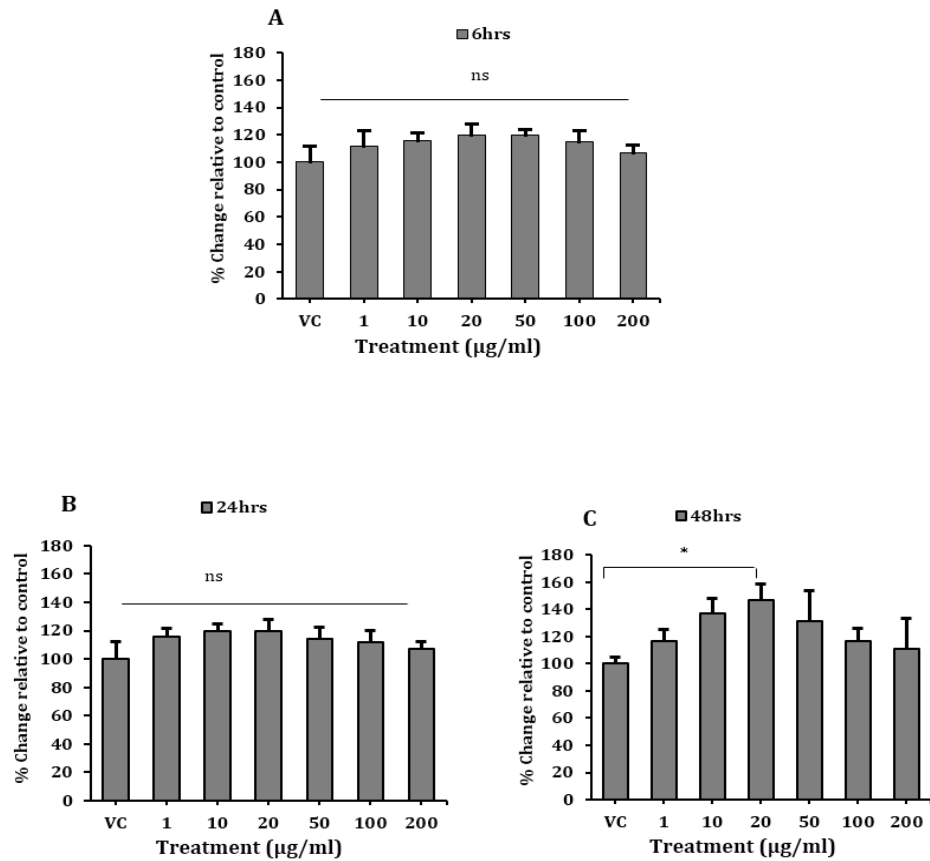 A
6hrs
180
160
140
120
100
80
60
40
20
0
% Change relative to control
ns
VC 1 10 20 50 100 200
Treatment (µg/ml)
B
24hrs
180
160
140
120
100
80
60
40
20
0
% Change relative to control
ns
VC 1 10 20 50 100 200
Treatment (µg/ml)
C
48hrs
180
160
140
120
100
80
60
40
20
0
% Change relative to control
*
VC 1 10 20 50 100 200
Treatment (µg/ml)